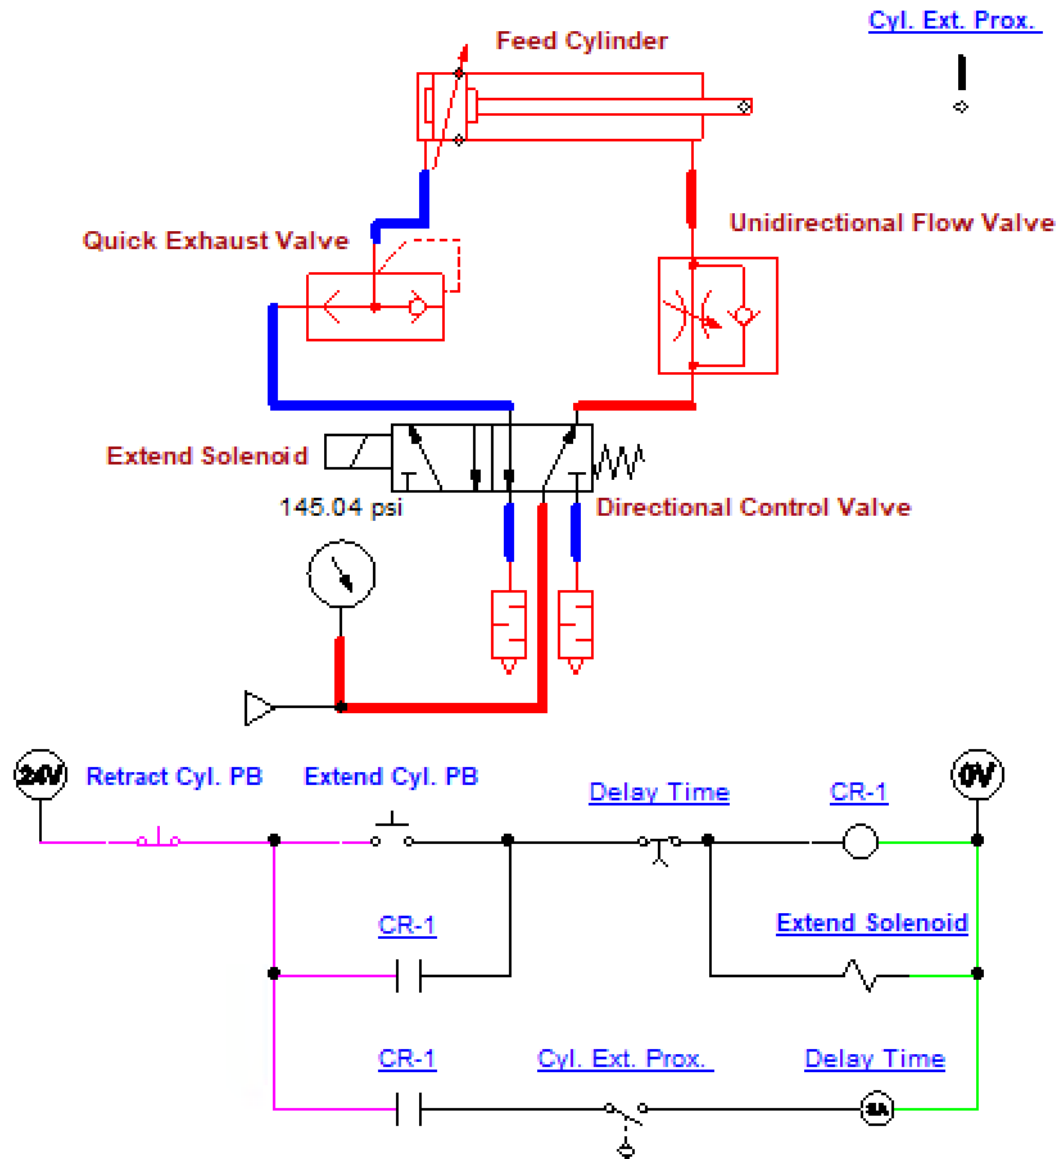 Cyl. Ext. Prox.
Feed Cylinder
Unidirectional Flow Valve
Quick Exhaust Valve
Extend Solenoid
145.04 psi
Directional Control Valve
24V
Retract Cyl. PB
Extend Cyl. PB
Delay Time
CR-1
0V
CR-1
Extend Solenoid
CR-1
Cyl. Ext. Prox.
Delay Time